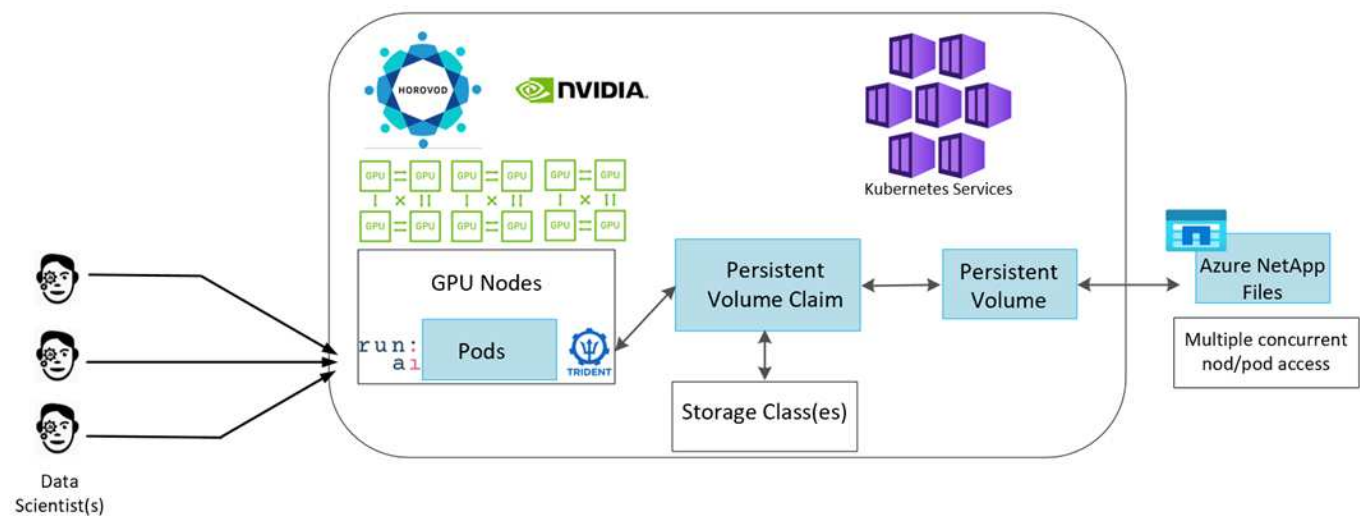 HOROVOD
NVIDIA.
Kubernetes Services
GPU GPU GPU GPU GPU GPU
GPU GPU GPU GPU GPU GPU
GPU Nodes
run:
ai
Pods
TRIDENT
Persistent
Volume Claim
Persistent
Volume
Azure NetApp
Files
Multiple concurrent
nod/pod access
Storage Class(es)
Data
Scientist(s)